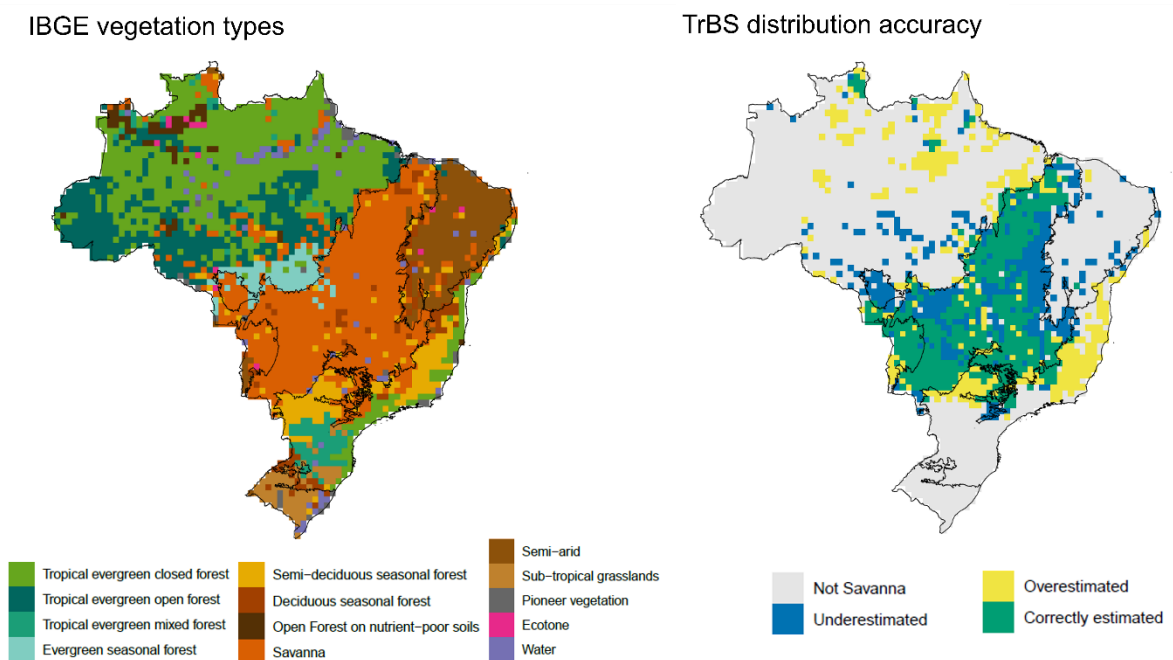 IBGE vegetation types
TrBS distribution accuracy
Tropical evergreen closed forest
Tropical evergreen open forest
Tropical evergreen mixed forest
Evergreen seasonal forest
Semi-deciduous seasonal forest
Deciduous seasonal forest
Open Forest on nutrient-poor soils
Savanna
Semi-arid
Sub-tropical grasslands
Pioneer vegetation
Ecotone
Water
Not Savanna
Underestimated
Overestimated
Correctly estimated